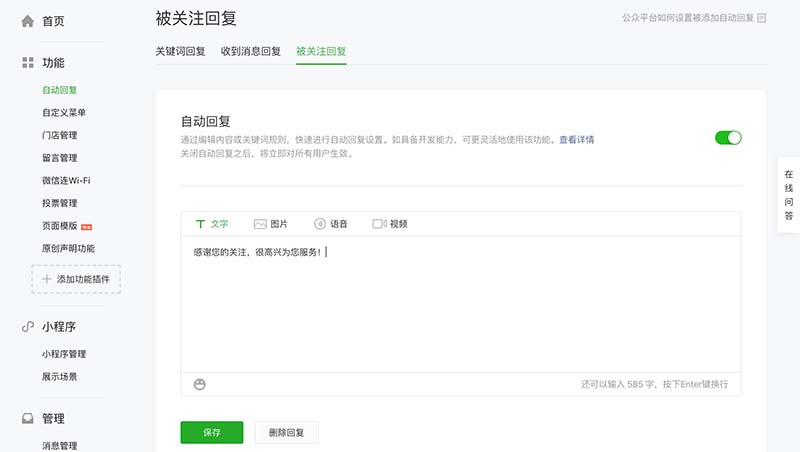 首页
功能
自动回复
自定义菜单
门店管理
留言管理
微信连Wi-Fi
投票管理
页面模版
原创声明功能
添加功能插件
小程序
小程序管理
展示场景
管理
消息管理
被关注回复
公众平台如何设置被添加自动回复
关键词回复 收到消息回复 被关注回复
自动回复
通过编辑内容或关键词规则，快速进行自动回复设置。如具备开发能力，可更灵活地使用该功能。查看详情
关闭自动回复之后，将立即对所有用户生效。
文字 图片 语音 视频
感谢您的关注，很高兴为您服务！
还可以输入 585 字，按下Enter键换行
保存 删除回复
在
线
问
答